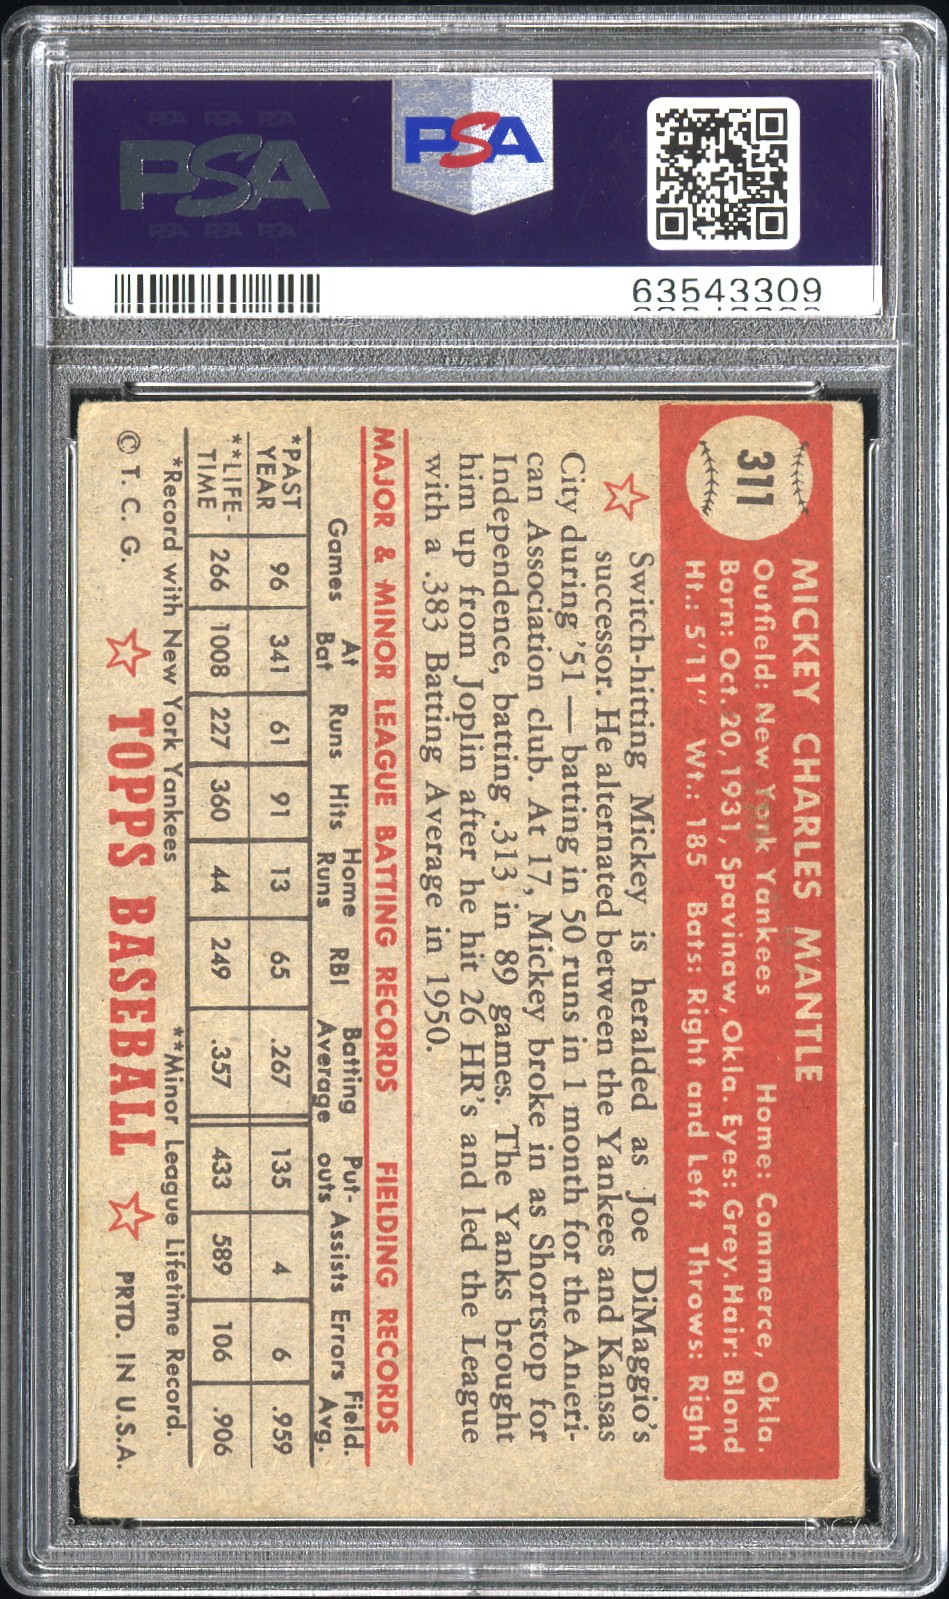 PSA PSA PSA
PSA
PSA PSA PSA
PSA
63543309
311
MICKEY CHARLES MANTLE
Outfield: New York Yankees Home: Commerce, Okla.
Born: Oct. 20, 1931, Spavinaw, Okla. Eyes: Grey. Hair: Blond
Ht.: 5'11" Wt.: 185 Bats: Right and Left Throws: Right
Switch-hitting Mickey is heralded as Joe DiMaggio's
successor. He alternated between the Yankees and Kansas
City during '51 — batting in 50 runs in 1 month for the Ameri-
can Association club. At 17, Mickey broke in as Shortstop for
Independence, batting .313 in 89 games. The Yanks brought
him up from Joplin after he hit 26 HR's and led the League
with a .383 Batting Average in 1950.
MAJOR & MINOR LEAGUE BATTING RECORDS FIELDING RECORDS
Games At Bat Runs Hits Home Runs RBI Batting Average Put-outs Assists Errors Field. Avg.
*PAST YEAR 96 341 61 91 13 65 .267 135 4 6 .959
**LIFE-TIME 266 1008 227 360 44 249 .357 433 589 106 .906
*Record with New York Yankees **Minor League Lifetime Record.
© T. C. G. TOPPS BASEBALL PRTD. IN U.S.A.